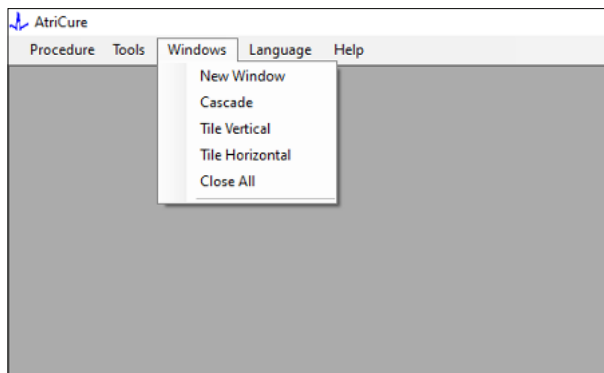 AtriCure
Procedure Tools Windows Language Help
New Window
Cascade
Tile Vertical
Tile Horizontal
Close All